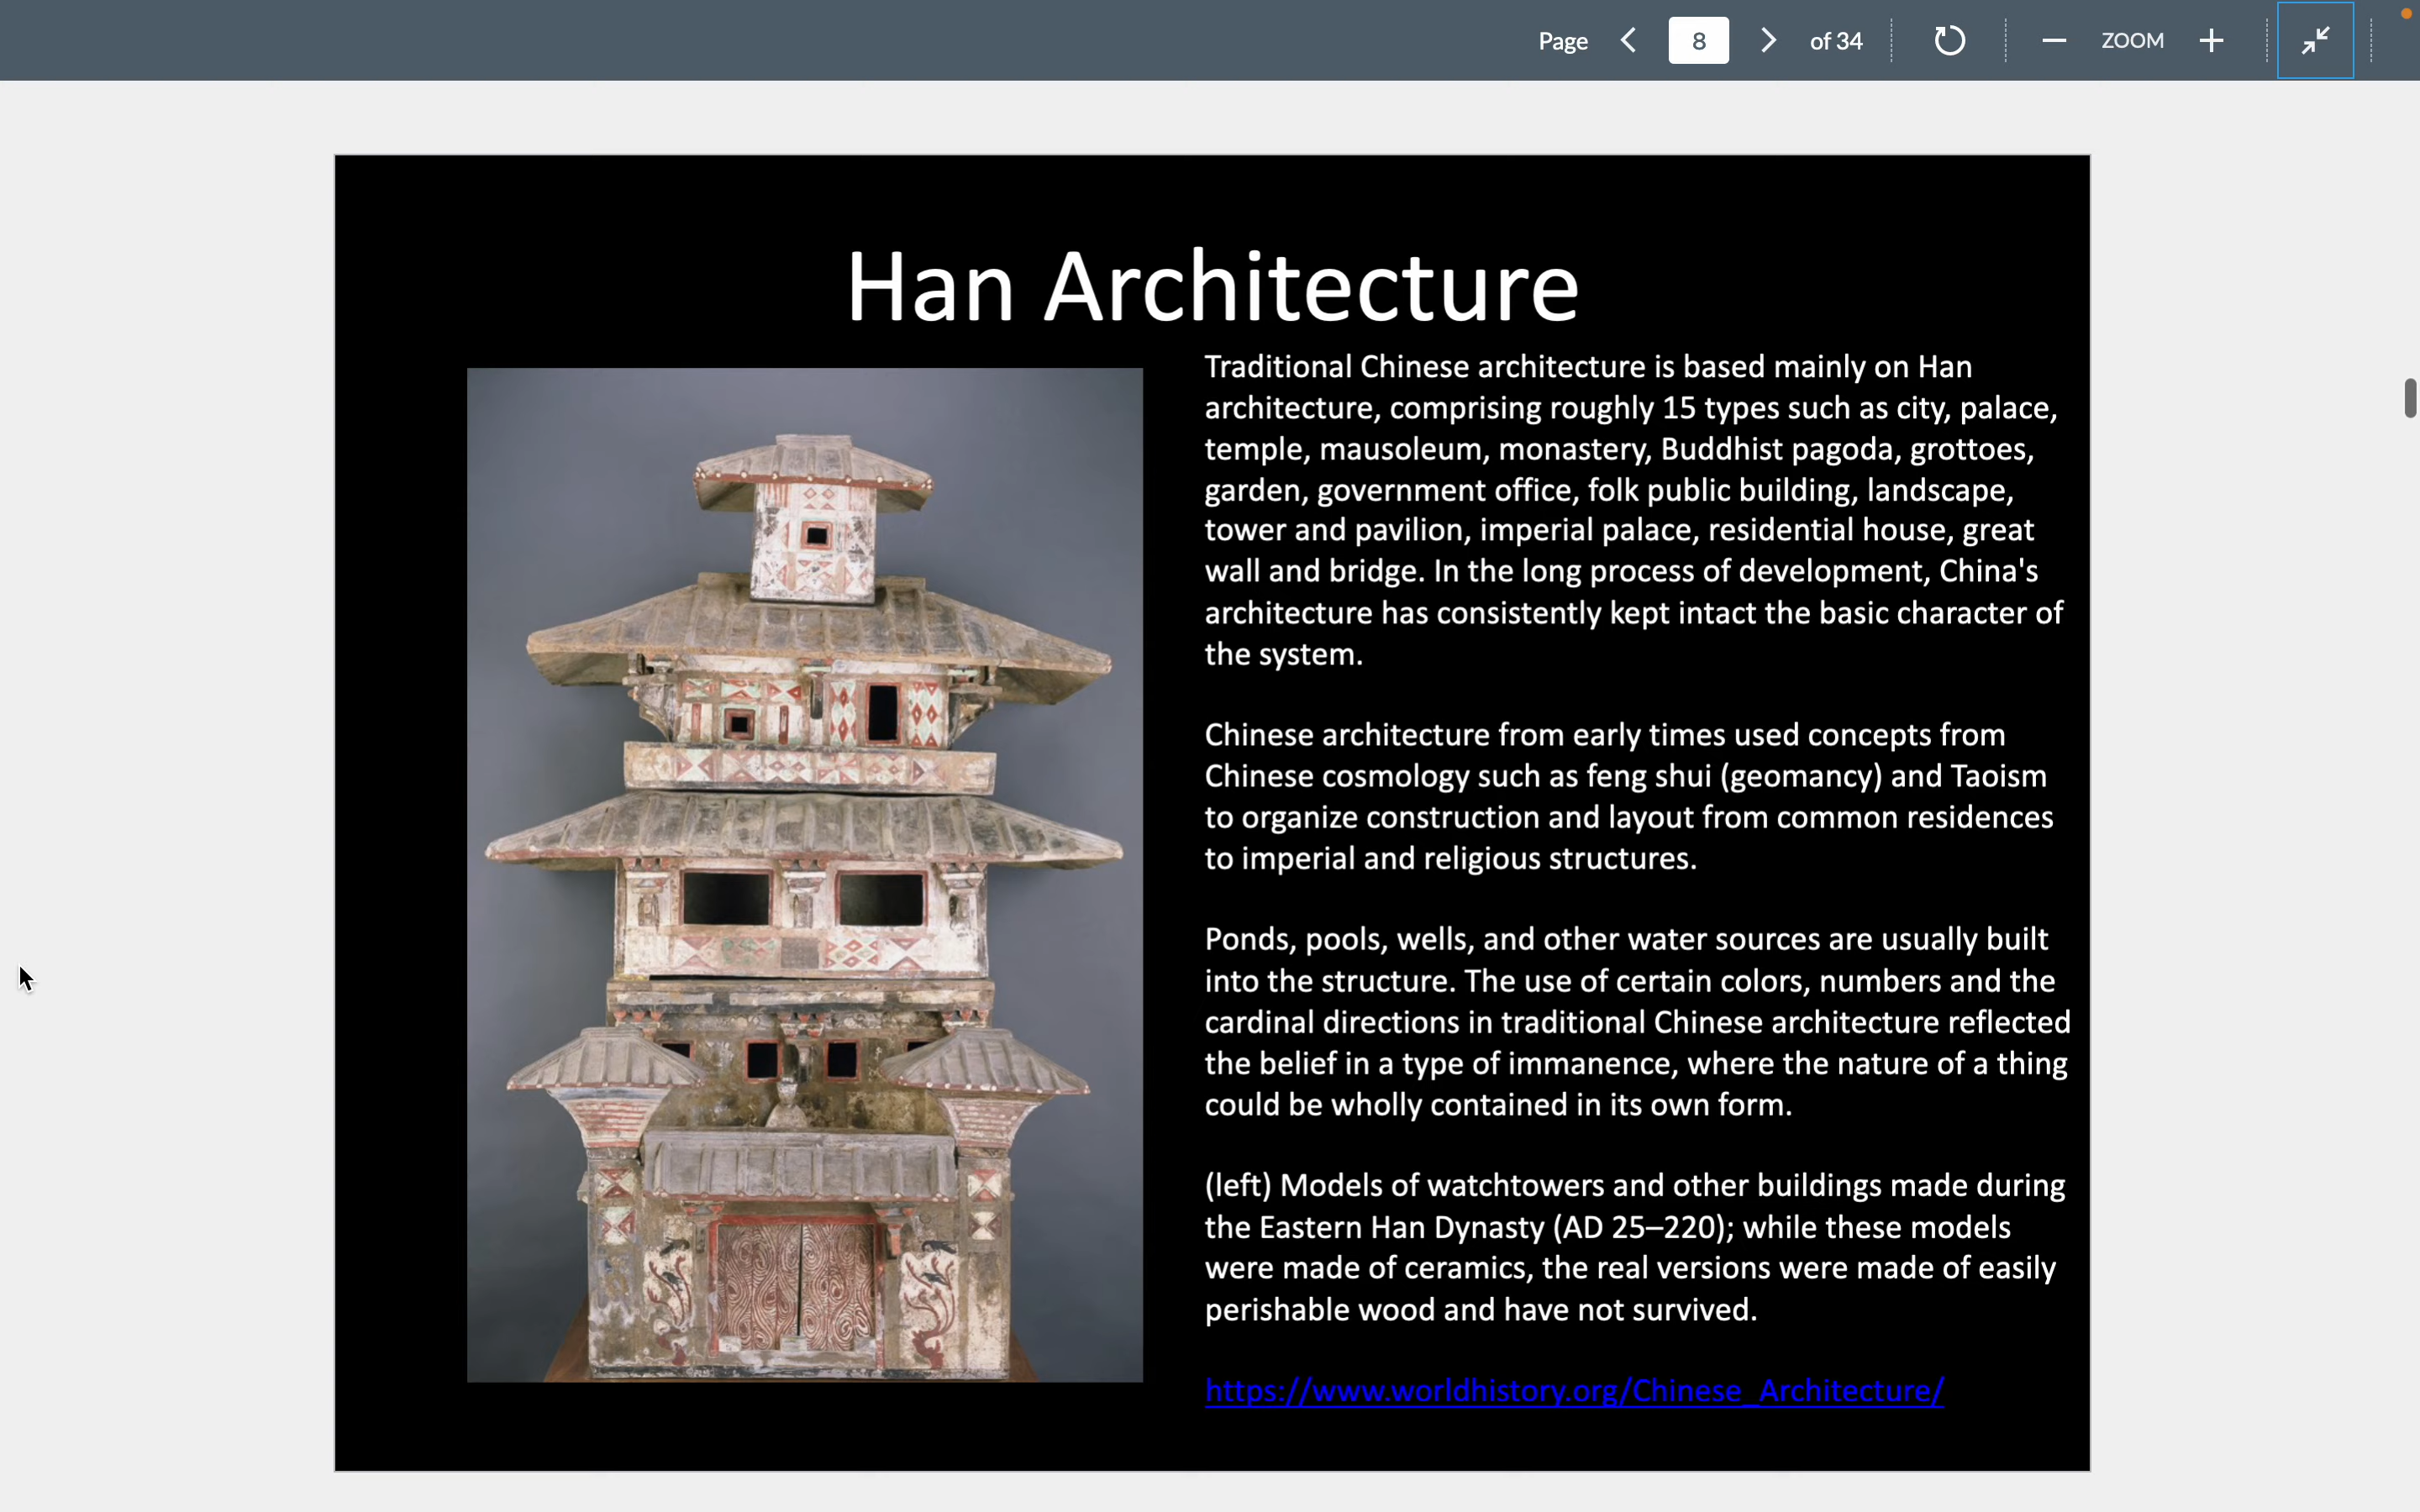 Page 8 of 34 ZOOM
Han Architecture
Traditional Chinese architecture is based mainly on Han
architecture, comprising roughly 15 types such as city, palace,
temple, mausoleum, monastery, Buddhist pagoda, grottoes,
garden, government office, folk public building, landscape,
tower and pavilion, imperial palace, residential house, great
wall and bridge. In the long process of development, China's
architecture has consistently kept intact the basic character of
the system.
Chinese architecture from early times used concepts from
Chinese cosmology such as feng shui (geomancy) and Taoism
to organize construction and layout from common residences
to imperial and religious structures.
Ponds, pools, wells, and other water sources are usually built
into the structure. The use of certain colors, numbers and the
cardinal directions in traditional Chinese architecture reflected
the belief in a type of immanence, where the nature of a thing
could be wholly contained in its own form.
(left) Models of watchtowers and other buildings made during
the Eastern Han Dynasty (AD 25–220); while these models
were made of ceramics, the real versions were made of easily
perishable wood and have not survived.
https://www.worldhistory.org/Chinese_Architecture/